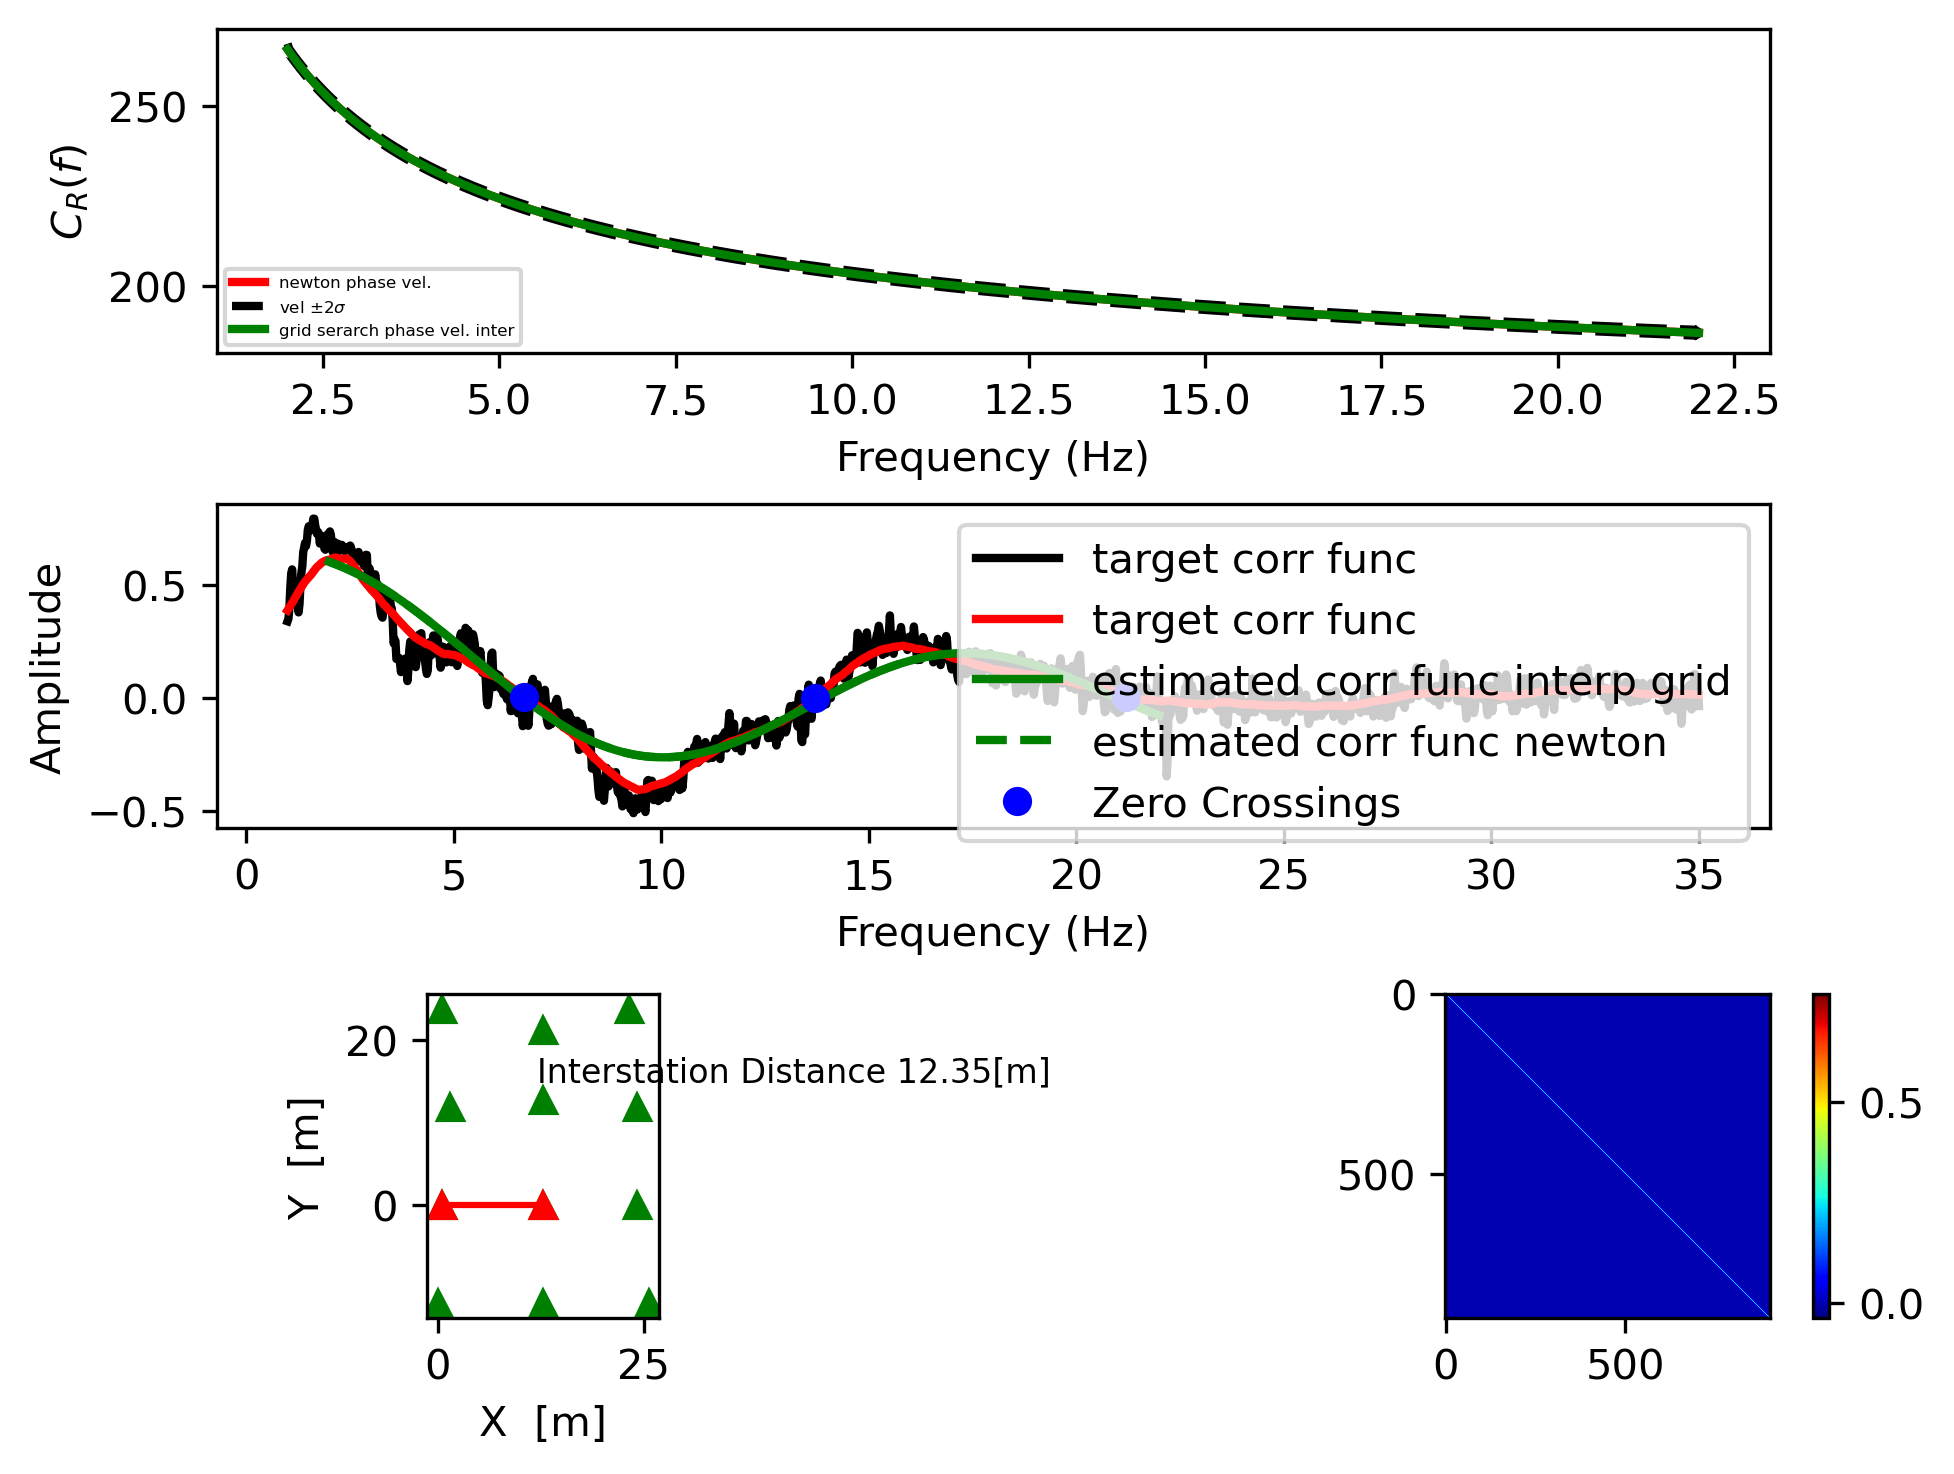 250
200
C_R(f)
newton phase vel.
vel ±2σ
grid serarch phase vel. inter
2.5 5.0 7.5 10.0 12.5 15.0 17.5 20.0 22.5
Frequency (Hz)
0.5
0.0
−0.5
Amplitude
target corr func
target corr func
estimated corr func interp grid
estimated corr func newton
Zero Crossings
0 5 10 15 20 25 30 35
Frequency (Hz)
20
0
Y [m]
Interstation Distance 12.35[m]
0 25
X [m]
0
500
0 500
0.5
0.0